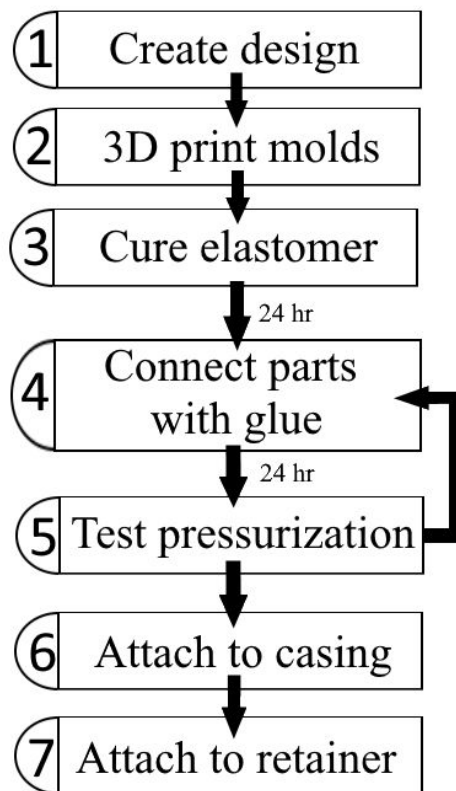 1 Create design
2 3D print molds
3 Cure elastomer
24 hr
4 Connect parts
with glue
24 hr
5 Test pressurization
6 Attach to casing
7 Attach to retainer